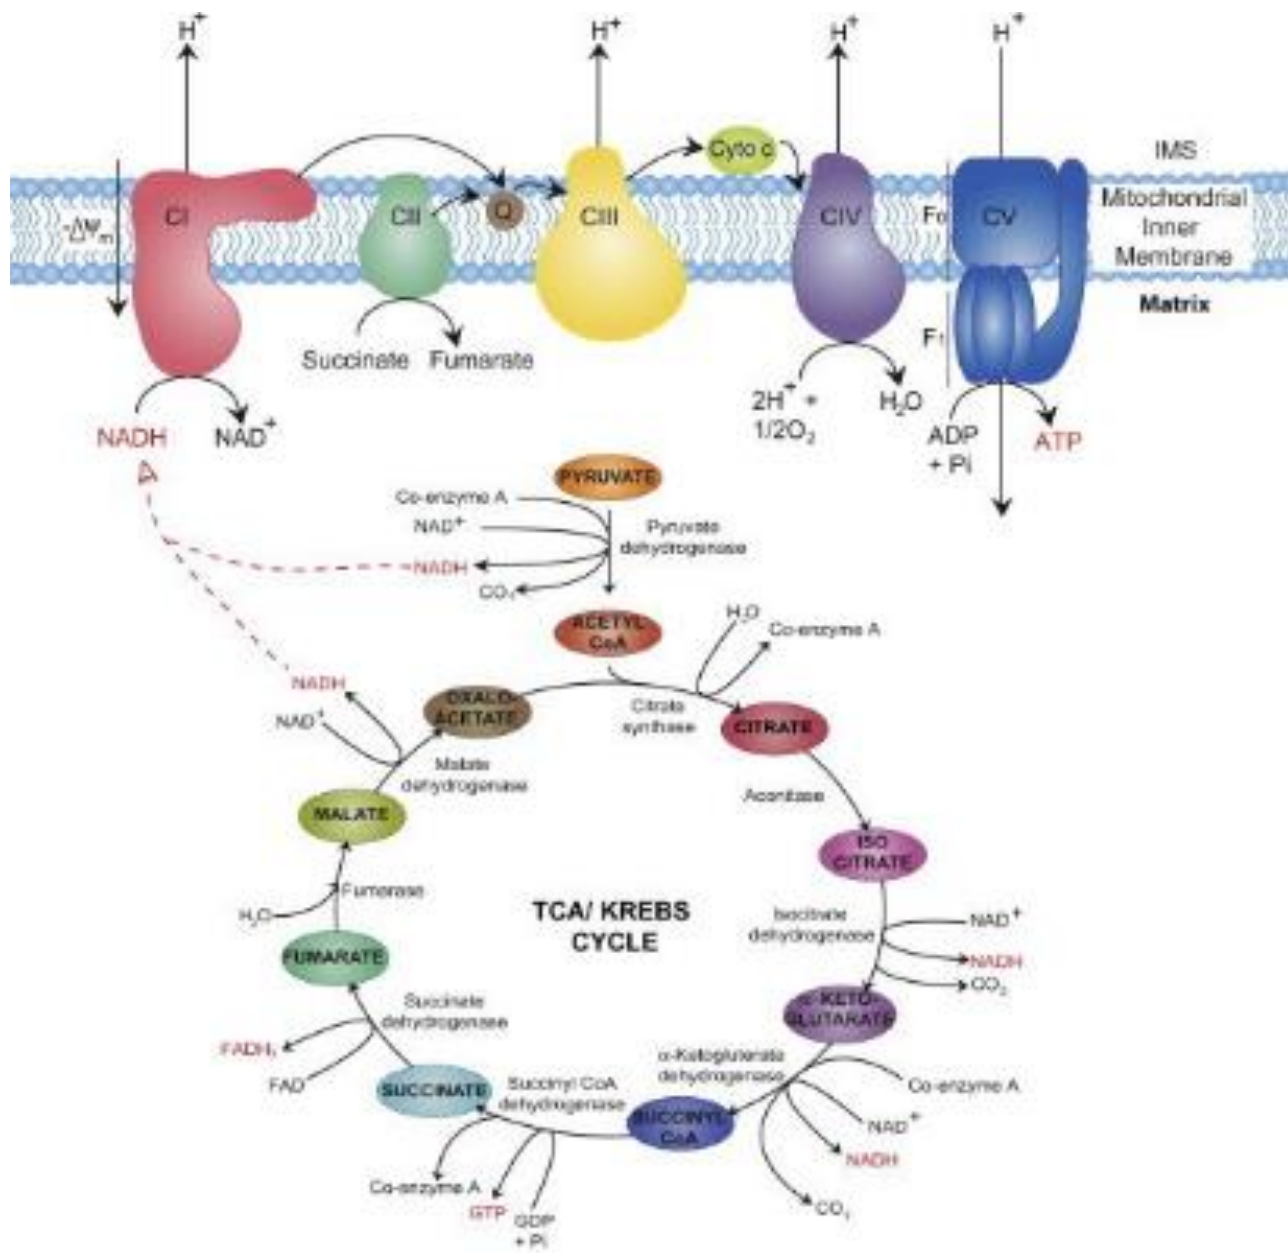 H+
H+
H+
H+
Cyto c
IMS
CI
CII
Q
CIII
CIV
F₀
CV
Mitochondrial
Inner
Membrane
-ΔΨm
Matrix
F₁
Succinate
Fumarate
NADH
NAD+
2H+ +
1/2O₂
H₂O
ADP
+ Pi
ATP
PYRUVATE
Co-enzyme A
NAD+
Pyruvate
dehydrogenase
NADH
CO₂
ACETYL
CoA
H₂O
Co-enzyme A
NADH
NAD+
OXALO-
ACETATE
Citrate
synthase
CITRATE
Malate
dehydrogenase
Aconitase
MALATE
ISO
CITRATE
Fumarase
H₂O
TCA/ KREBS
CYCLE
Isocitrate
dehydrogenase
NAD+
NADH
CO₂
FUMARATE
α-KETO-
GLUTARATE
Succinate
dehydrogenase
FADH₂
FAD
α-Ketogluterate
dehydrogenase
Co-enzyme A
SUCCINATE
Succinyl CoA
dehydrogenase
SUCCINYL
CoA
NAD+
NADH
Co-enzyme A
GTP
GDP
+ Pi
CO₂